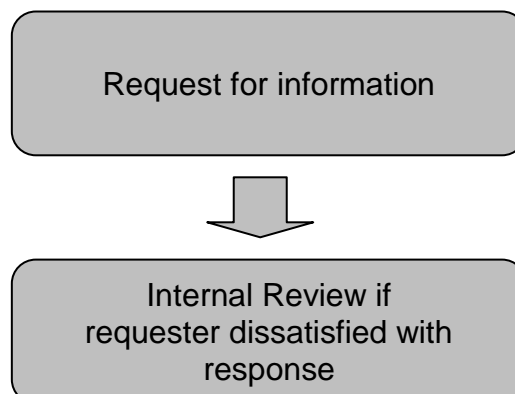 Request for information
Internal Review if
requester dissatisfied with
response